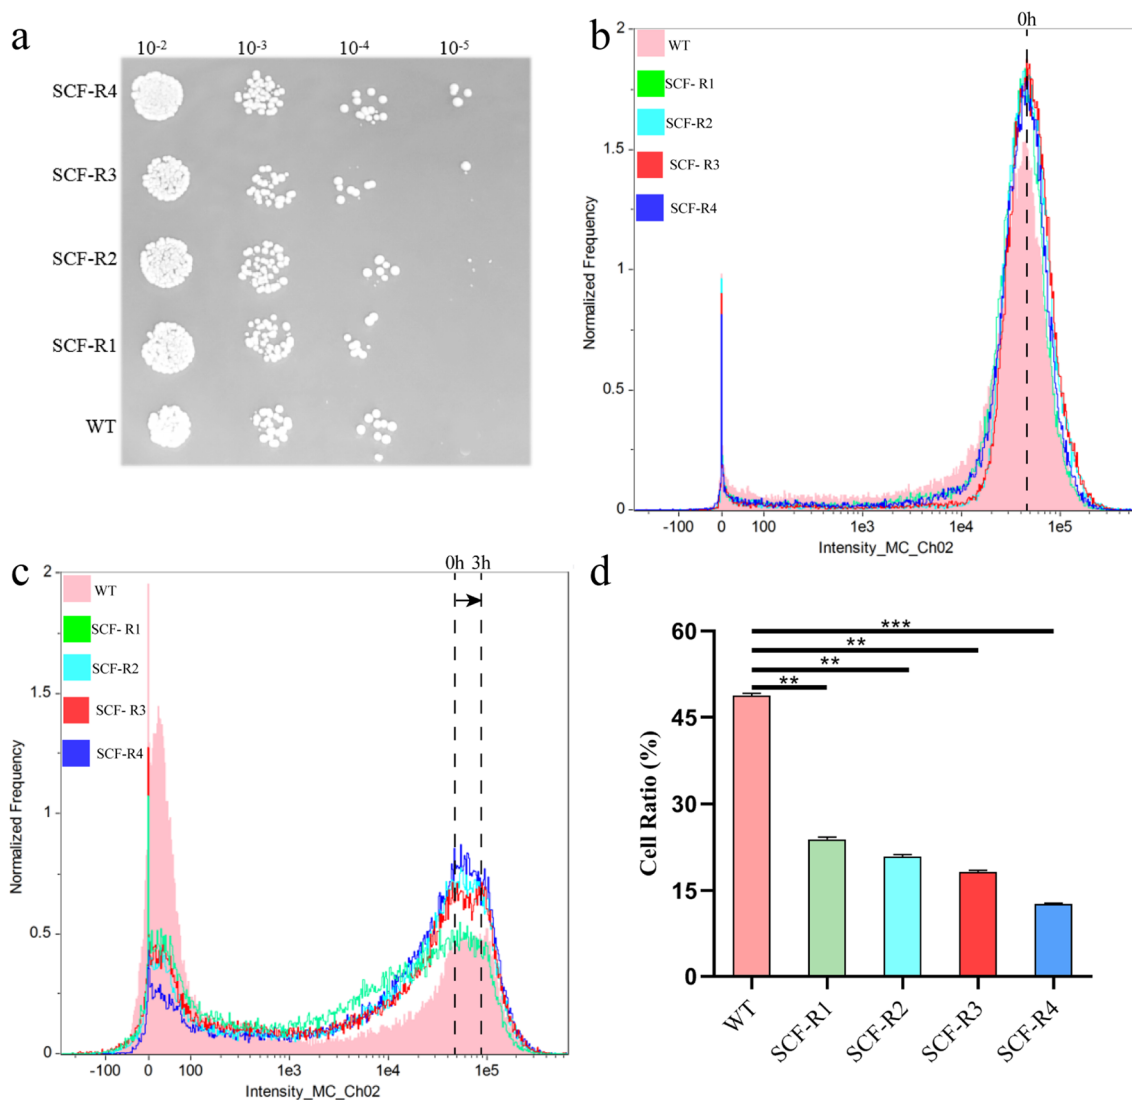 a
10-2 10-3 10-4 10-5
SCF-R4
SCF-R3
SCF-R2
SCF-R1
WT
b
0h
2
1.5
1
0.5
0
Normalized Frequency
WT
SCF- R1
SCF-R2
SCF- R3
SCF-R4
-100 0 100 1e3 1e4 1e5
Intensity_MC_Ch02
c
0h 3h
2
1.5
1
0.5
0
Normalized Frequency
WT
SCF- R1
SCF-R2
SCF- R3
SCF-R4
-100 0 100 1e3 1e4 1e5
Intensity_MC_Ch02
d
60
45
30
15
0
Cell Ratio (%)
***
**
**
**
WT
SCF-R1
SCF-R2
SCF-R3
SCF-R4